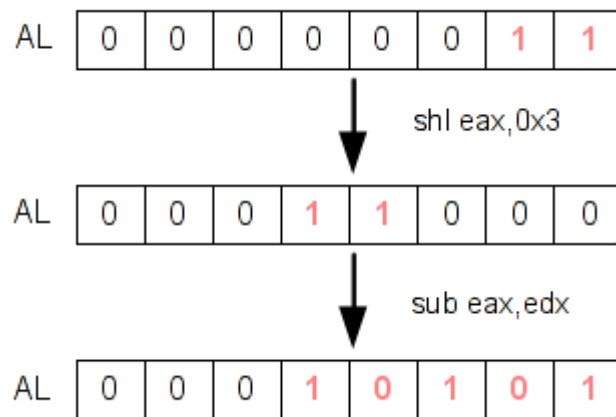 AL 0 0 0 0 0 0 1 1
shl eax,0x3
AL 0 0 0 1 1 0 0 0
sub eax,edx
AL 0 0 0 1 0 1 0 1